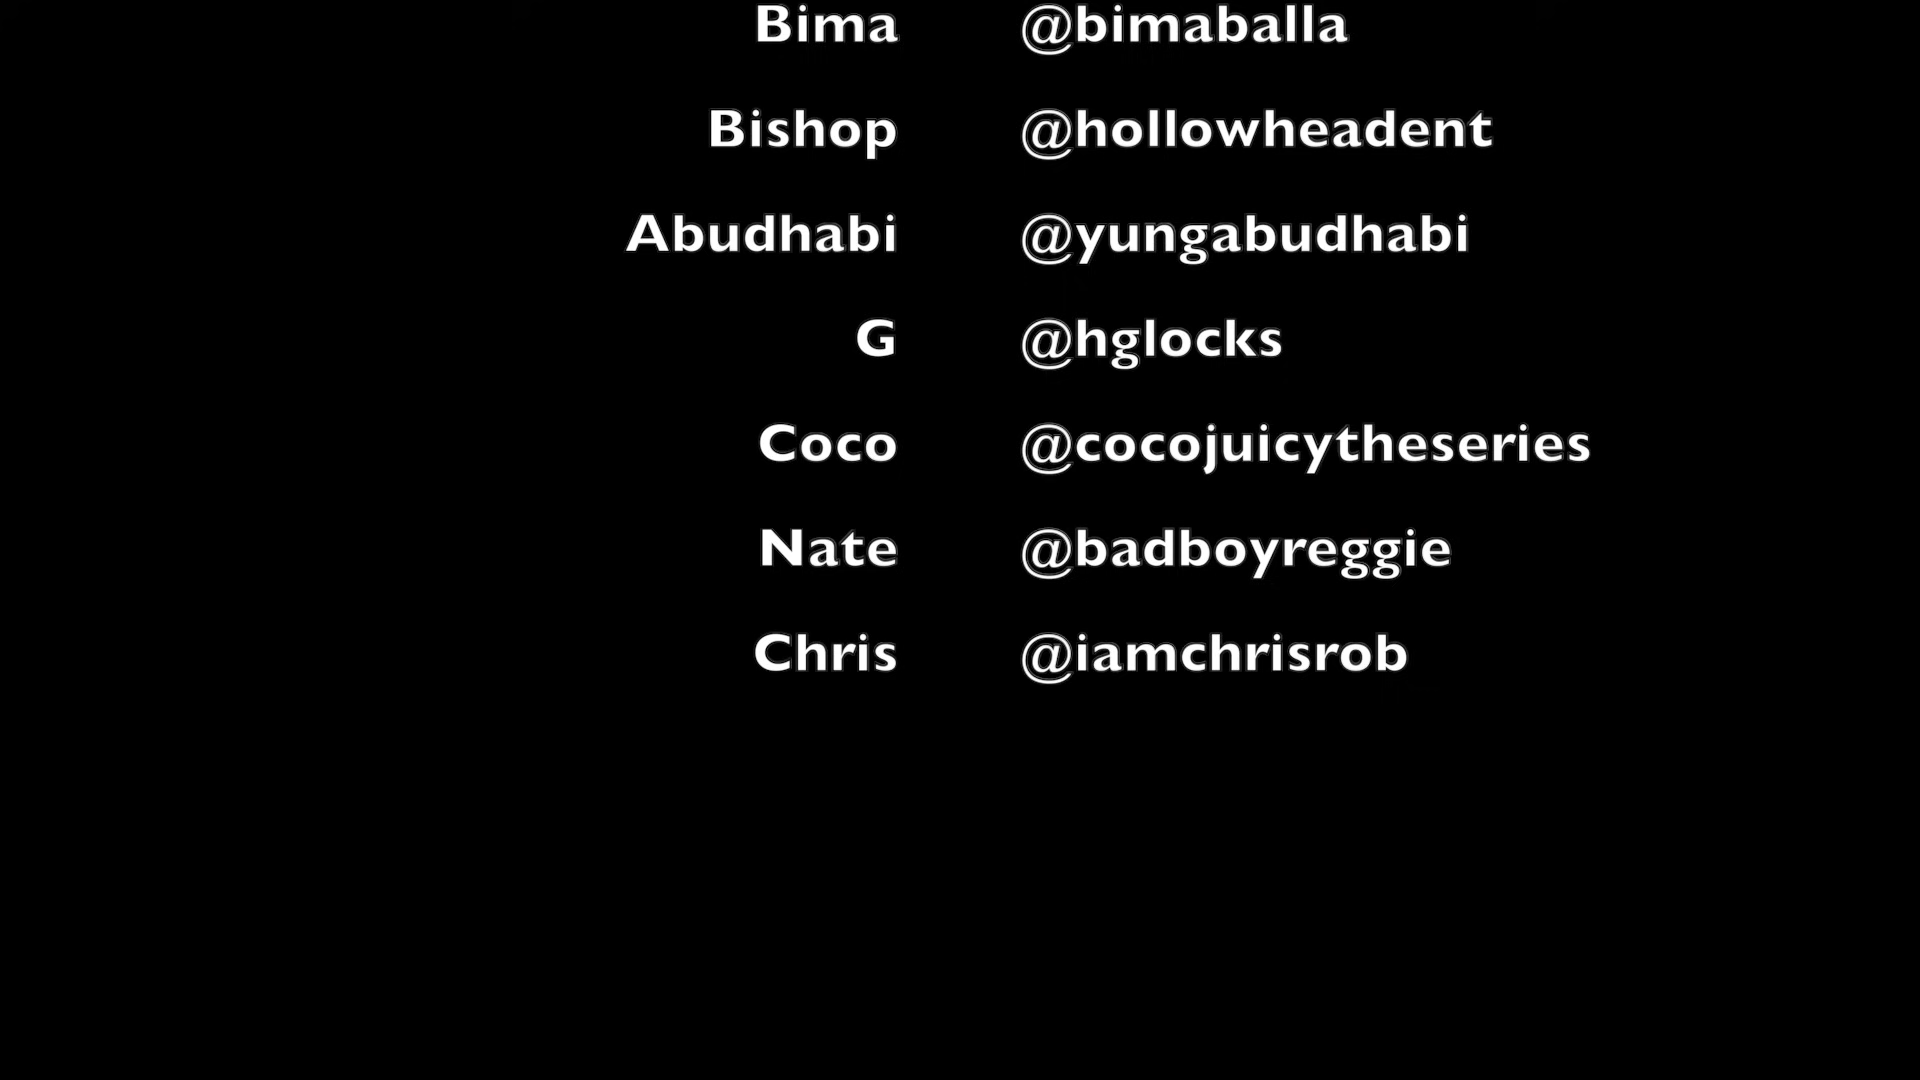 Bima @bimaballa
Bishop @hollowheadent
Abudhabi @yungabudhabi
G @hglocks
Coco @cocojuicytheseries
Nate @badboyreggie
Chris @iamchrisrob